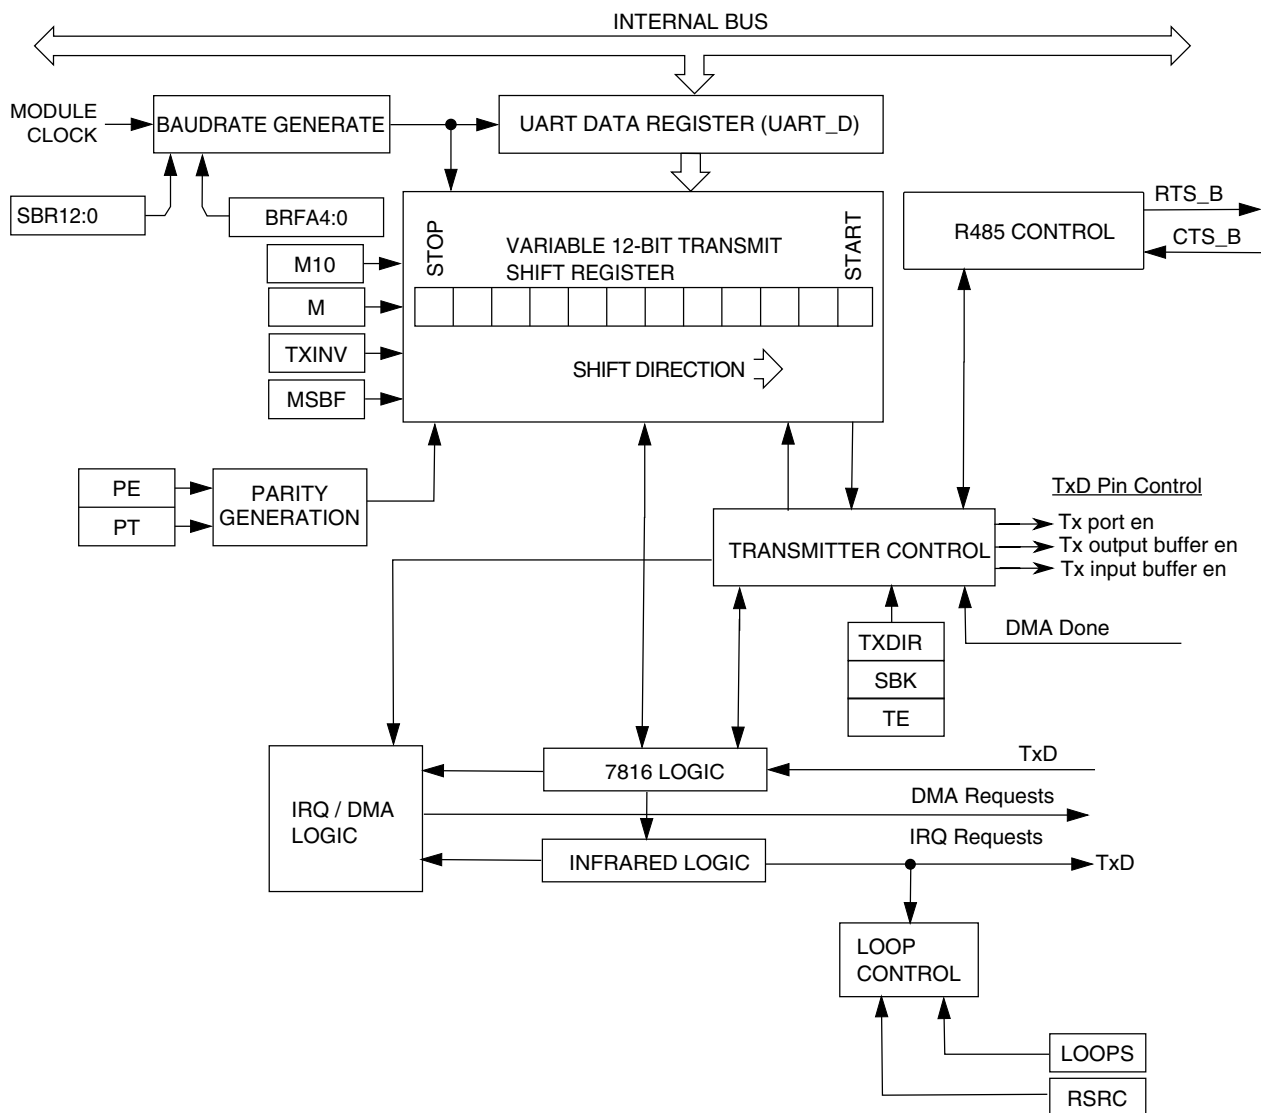 INTERNAL BUS
MODULE
CLOCK
BAUDRATE GENERATE
UART DATA REGISTER (UART_D)
SBR12:0
BRFA4:0
RTS_B
R485 CONTROL
CTS_B
STOP
VARIABLE 12-BIT TRANSMIT
SHIFT REGISTER
START
M10
M
TXINV
SHIFT DIRECTION
MSBF
PE
PT
PARITY
GENERATION
TxD Pin Control
TRANSMITTER CONTROL
Tx port en
Tx output buffer en
Tx input buffer en
DMA Done
TXDIR
SBK
TE
7816 LOGIC
TxD
IRQ / DMA
LOGIC
DMA Requests
IRQ Requests
INFRARED LOGIC
TxD
LOOP
CONTROL
LOOPS
RSRC